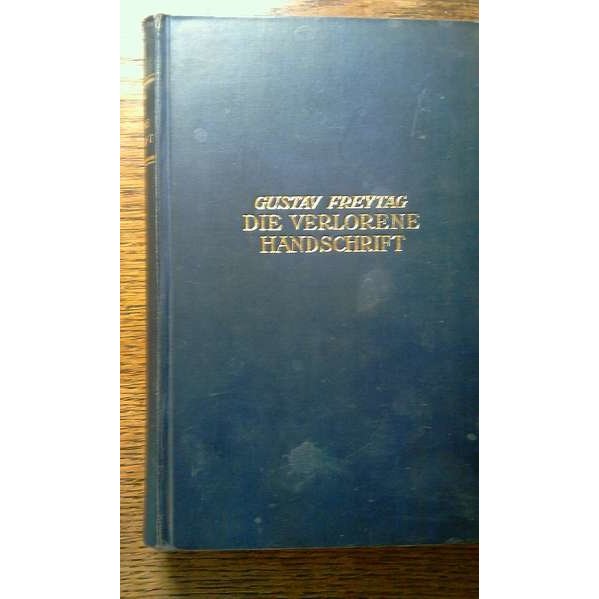 GUSTAV FREYTAG
DIE VERLORENE
HANDSCHRIFT